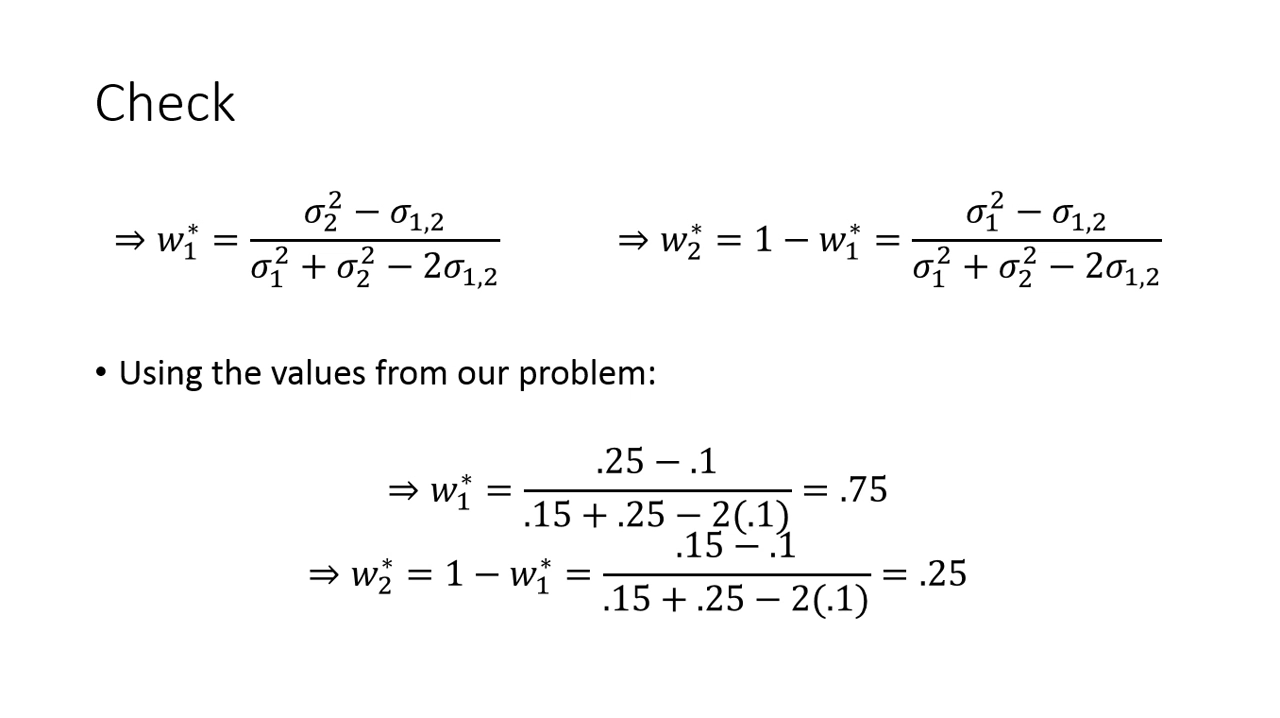 Check
⇒ w₁* = (σ₂² − σ₁,₂) / (σ₁² + σ₂² − 2σ₁,₂)
⇒ w₂* = 1 − w₁* = (σ₁² − σ₁,₂) / (σ₁² + σ₂² − 2σ₁,₂)
• Using the values from our problem:
⇒ w₁* = (.25 − .1) / (.15 + .25 − 2(.1)) = .75
⇒ w₂* = 1 − w₁* = (.15 − .1) / (.15 + .25 − 2(.1)) = .25